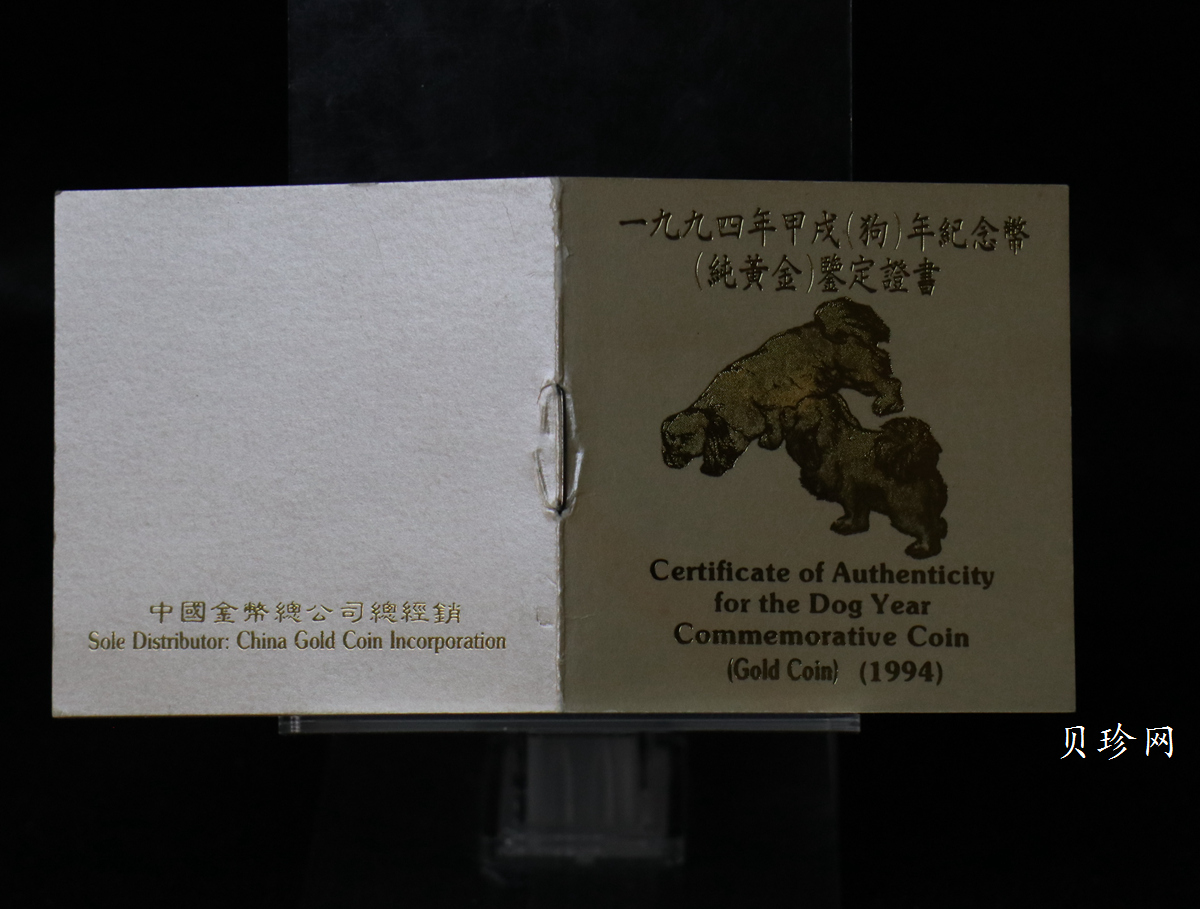 一九九四年甲戌(狗)年紀念幣
(純黃金)鑒定證書
Certificate of Authenticity
for the Dog Year
Commemorative Coin
(Gold Coin) (1994)
中國金幣總公司總經銷
Sole Distributor: China Gold Coin Incorporation
贝珍网